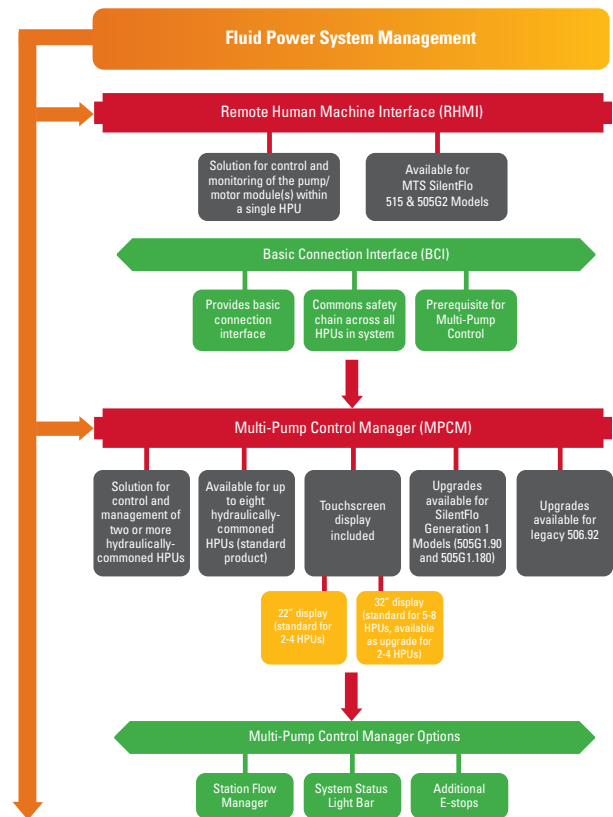 Fluid Power System Management
Remote Human Machine Interface (RHMI)
Solution for control and
monitoring of the pump/
motor module(s) within
a single HPU
Available for
MTS SilentFlo
515 & 505G2 Models
Basic Connection Interface (BCI)
Provides basic
connection
interface
Commons safety
chain across all
HPUs in system
Prerequisite for
Multi-Pump
Control
Multi-Pump Control Manager (MPCM)
Solution for
control and
management of
two or more
hydraulically-
commoned HPUs
Available for up
to eight
hydraulically-
commoned
HPUs (standard
product)
Touchscreen
display
included
Upgrades
available for
SilentFlo
Generation 1
Models (505G1.90
and 505G1.180)
Upgrades
available for
legacy 506.92
22" display
(standard for
2-4 HPUs)
32" display
(standard for 5-8
HPUs, available
as upgrade for
2-4 HPUs)
Multi-Pump Control Manager Options
Station Flow
Manager
System Status
Light Bar
Additional
E-stops